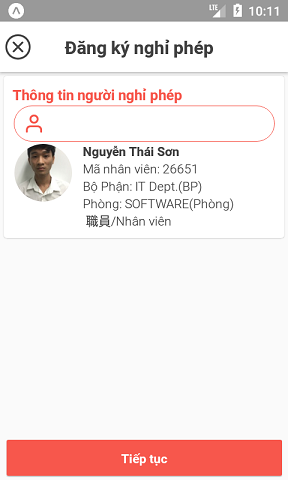 LTE 10:11
Đăng ký nghỉ phép
Thông tin người nghỉ phép
Nguyễn Thái Sơn
Mã nhân viên: 26651
Bộ Phận: IT Dept.(BP)
Phòng: SOFTWARE(Phòng)
職員/Nhân viên
Tiếp tục